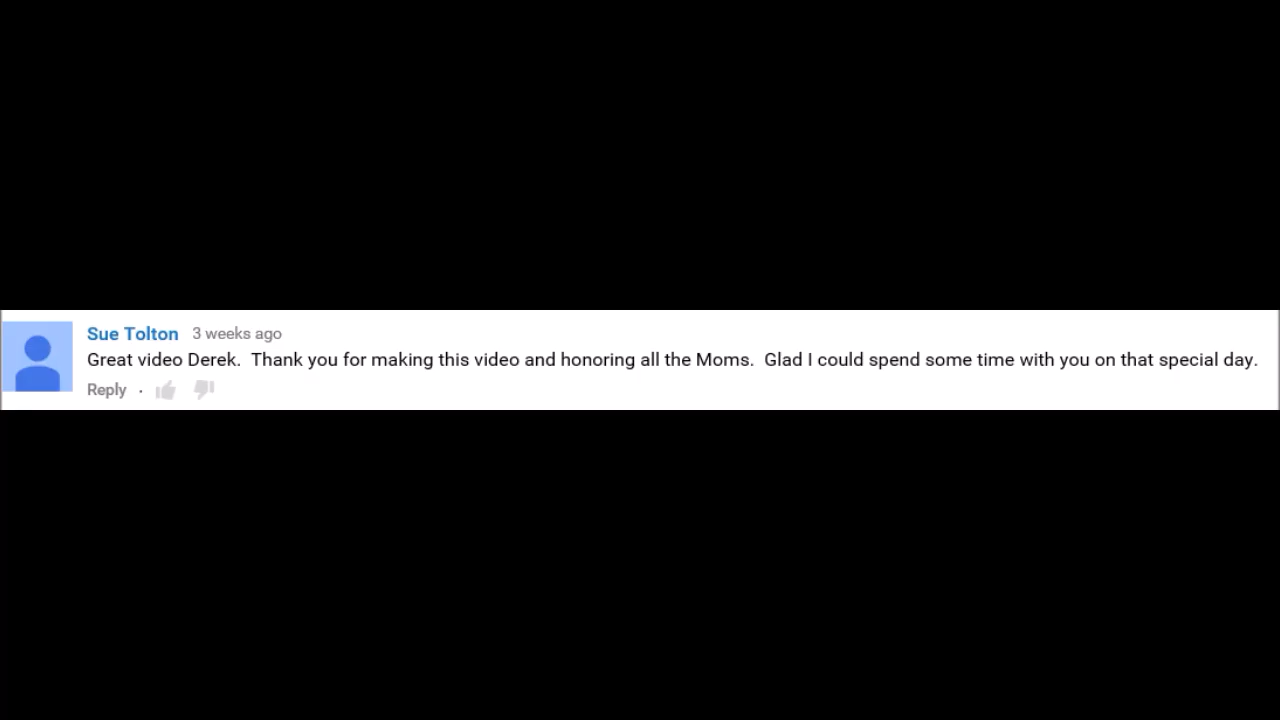 Sue Tolton 3 weeks ago
Great video Derek.  Thank you for making this video and honoring all the Moms.  Glad I could spend some time with you on that special day.
Reply ·